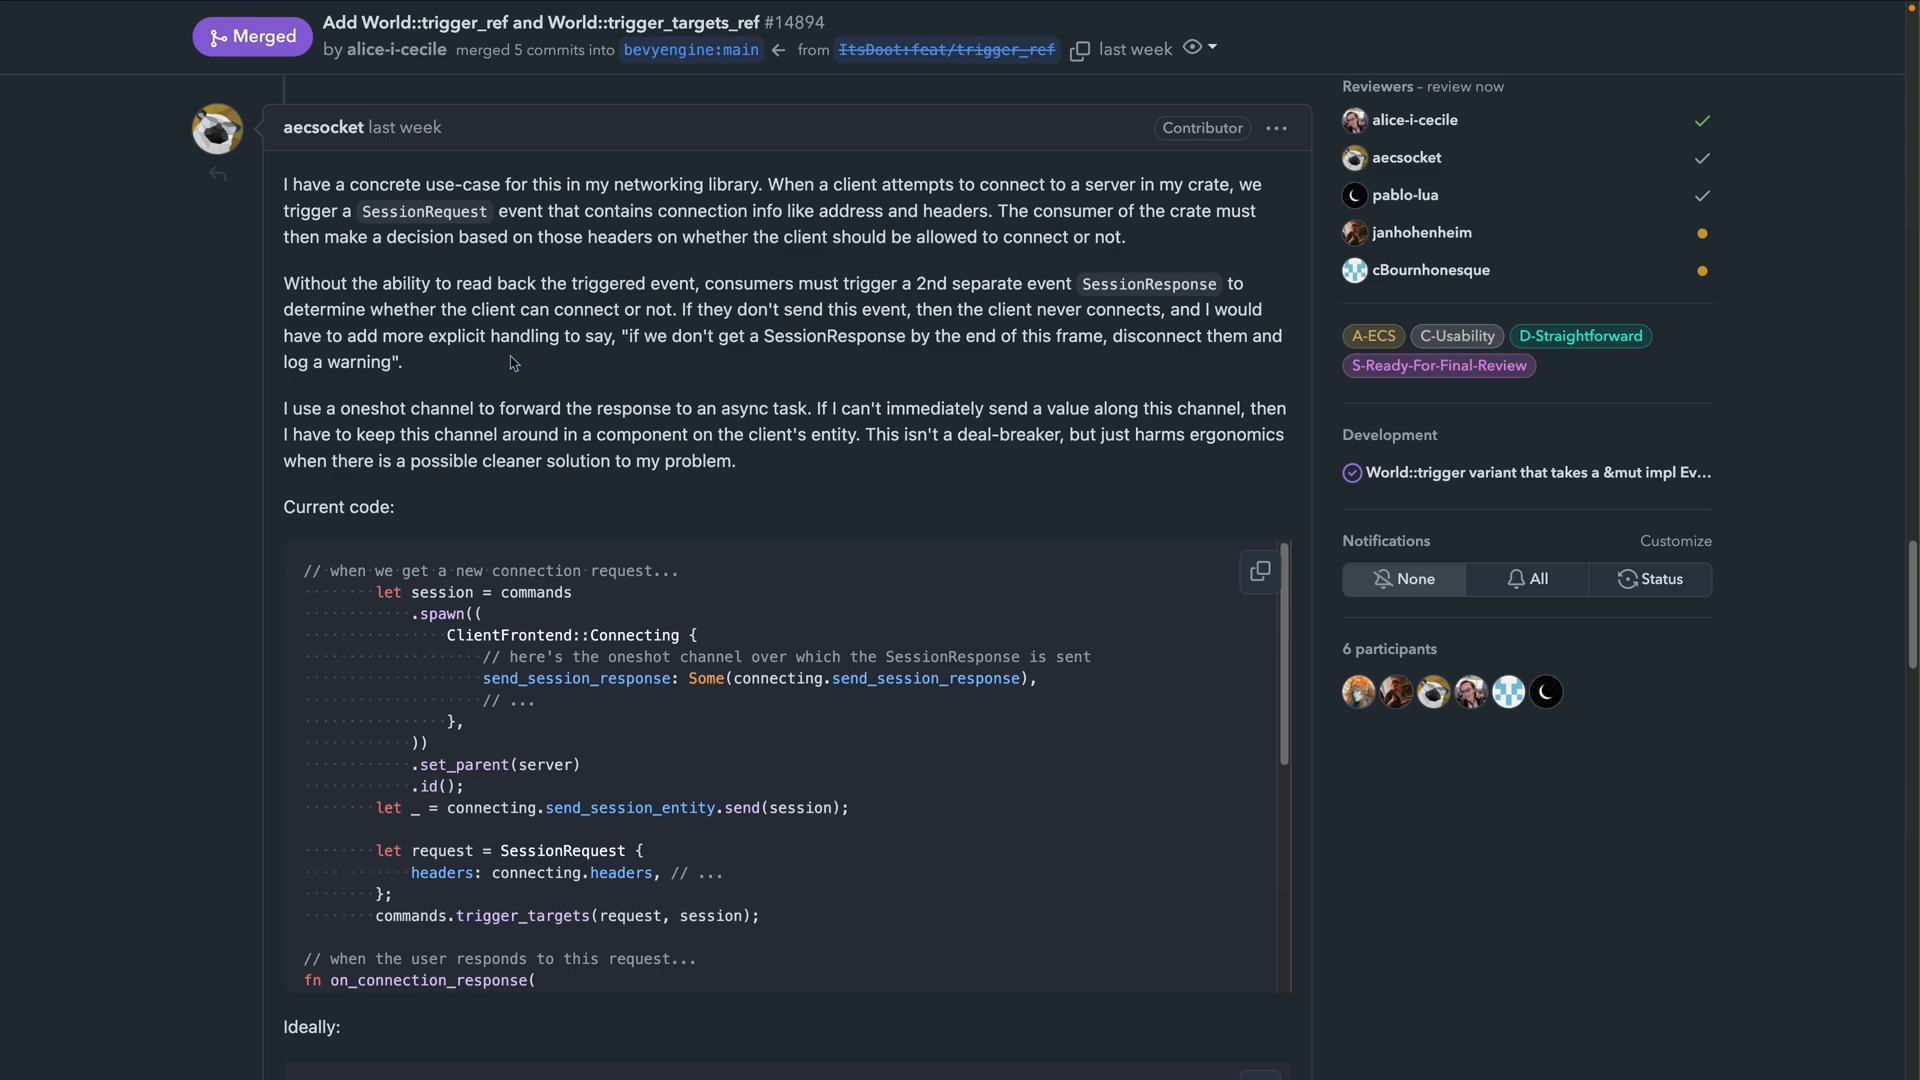 Merged
Add World::trigger_ref and World::trigger_targets_ref #14894
by alice-i-cecile merged 5 commits into bevyengine:main ← from ItsDoot:feat/trigger_ref last week
aecsocket last week
Contributor
I have a concrete use-case for this in my networking library. When a client attempts to connect to a server in my crate, we
trigger a SessionRequest event that contains connection info like address and headers. The consumer of the crate must
then make a decision based on those headers on whether the client should be allowed to connect or not.
Without the ability to read back the triggered event, consumers must trigger a 2nd separate event SessionResponse to
determine whether the client can connect or not. If they don't send this event, then the client never connects, and I would
have to add more explicit handling to say, "if we don't get a SessionResponse by the end of this frame, disconnect them and
log a warning".
I use a oneshot channel to forward the response to an async task. If I can't immediately send a value along this channel, then
I have to keep this channel around in a component on the client's entity. This isn't a deal-breaker, but just harms ergonomics
when there is a possible cleaner solution to my problem.
Current code:
// when we get a new connection request...
let session = commands
.spawn((
ClientFrontend::Connecting {
// here's the oneshot channel over which the SessionResponse is sent
send_session_response: Some(connecting.send_session_response),
// ...
},
))
.set_parent(server)
.id();
let _ = connecting.send_session_entity.send(session);
let request = SessionRequest {
headers: connecting.headers, // ...
};
commands.trigger_targets(request, session);
// when the user responds to this request...
fn on_connection_response(
Ideally:
Reviewers – review now
alice-i-cecile
aecsocket
pablo-lua
janhohenheim
cBournhonesque
A-ECS C-Usability D-Straightforward
S-Ready-For-Final-Review
Development
World::trigger variant that takes a &mut impl Ev...
Notifications Customize
None All Status
6 participants